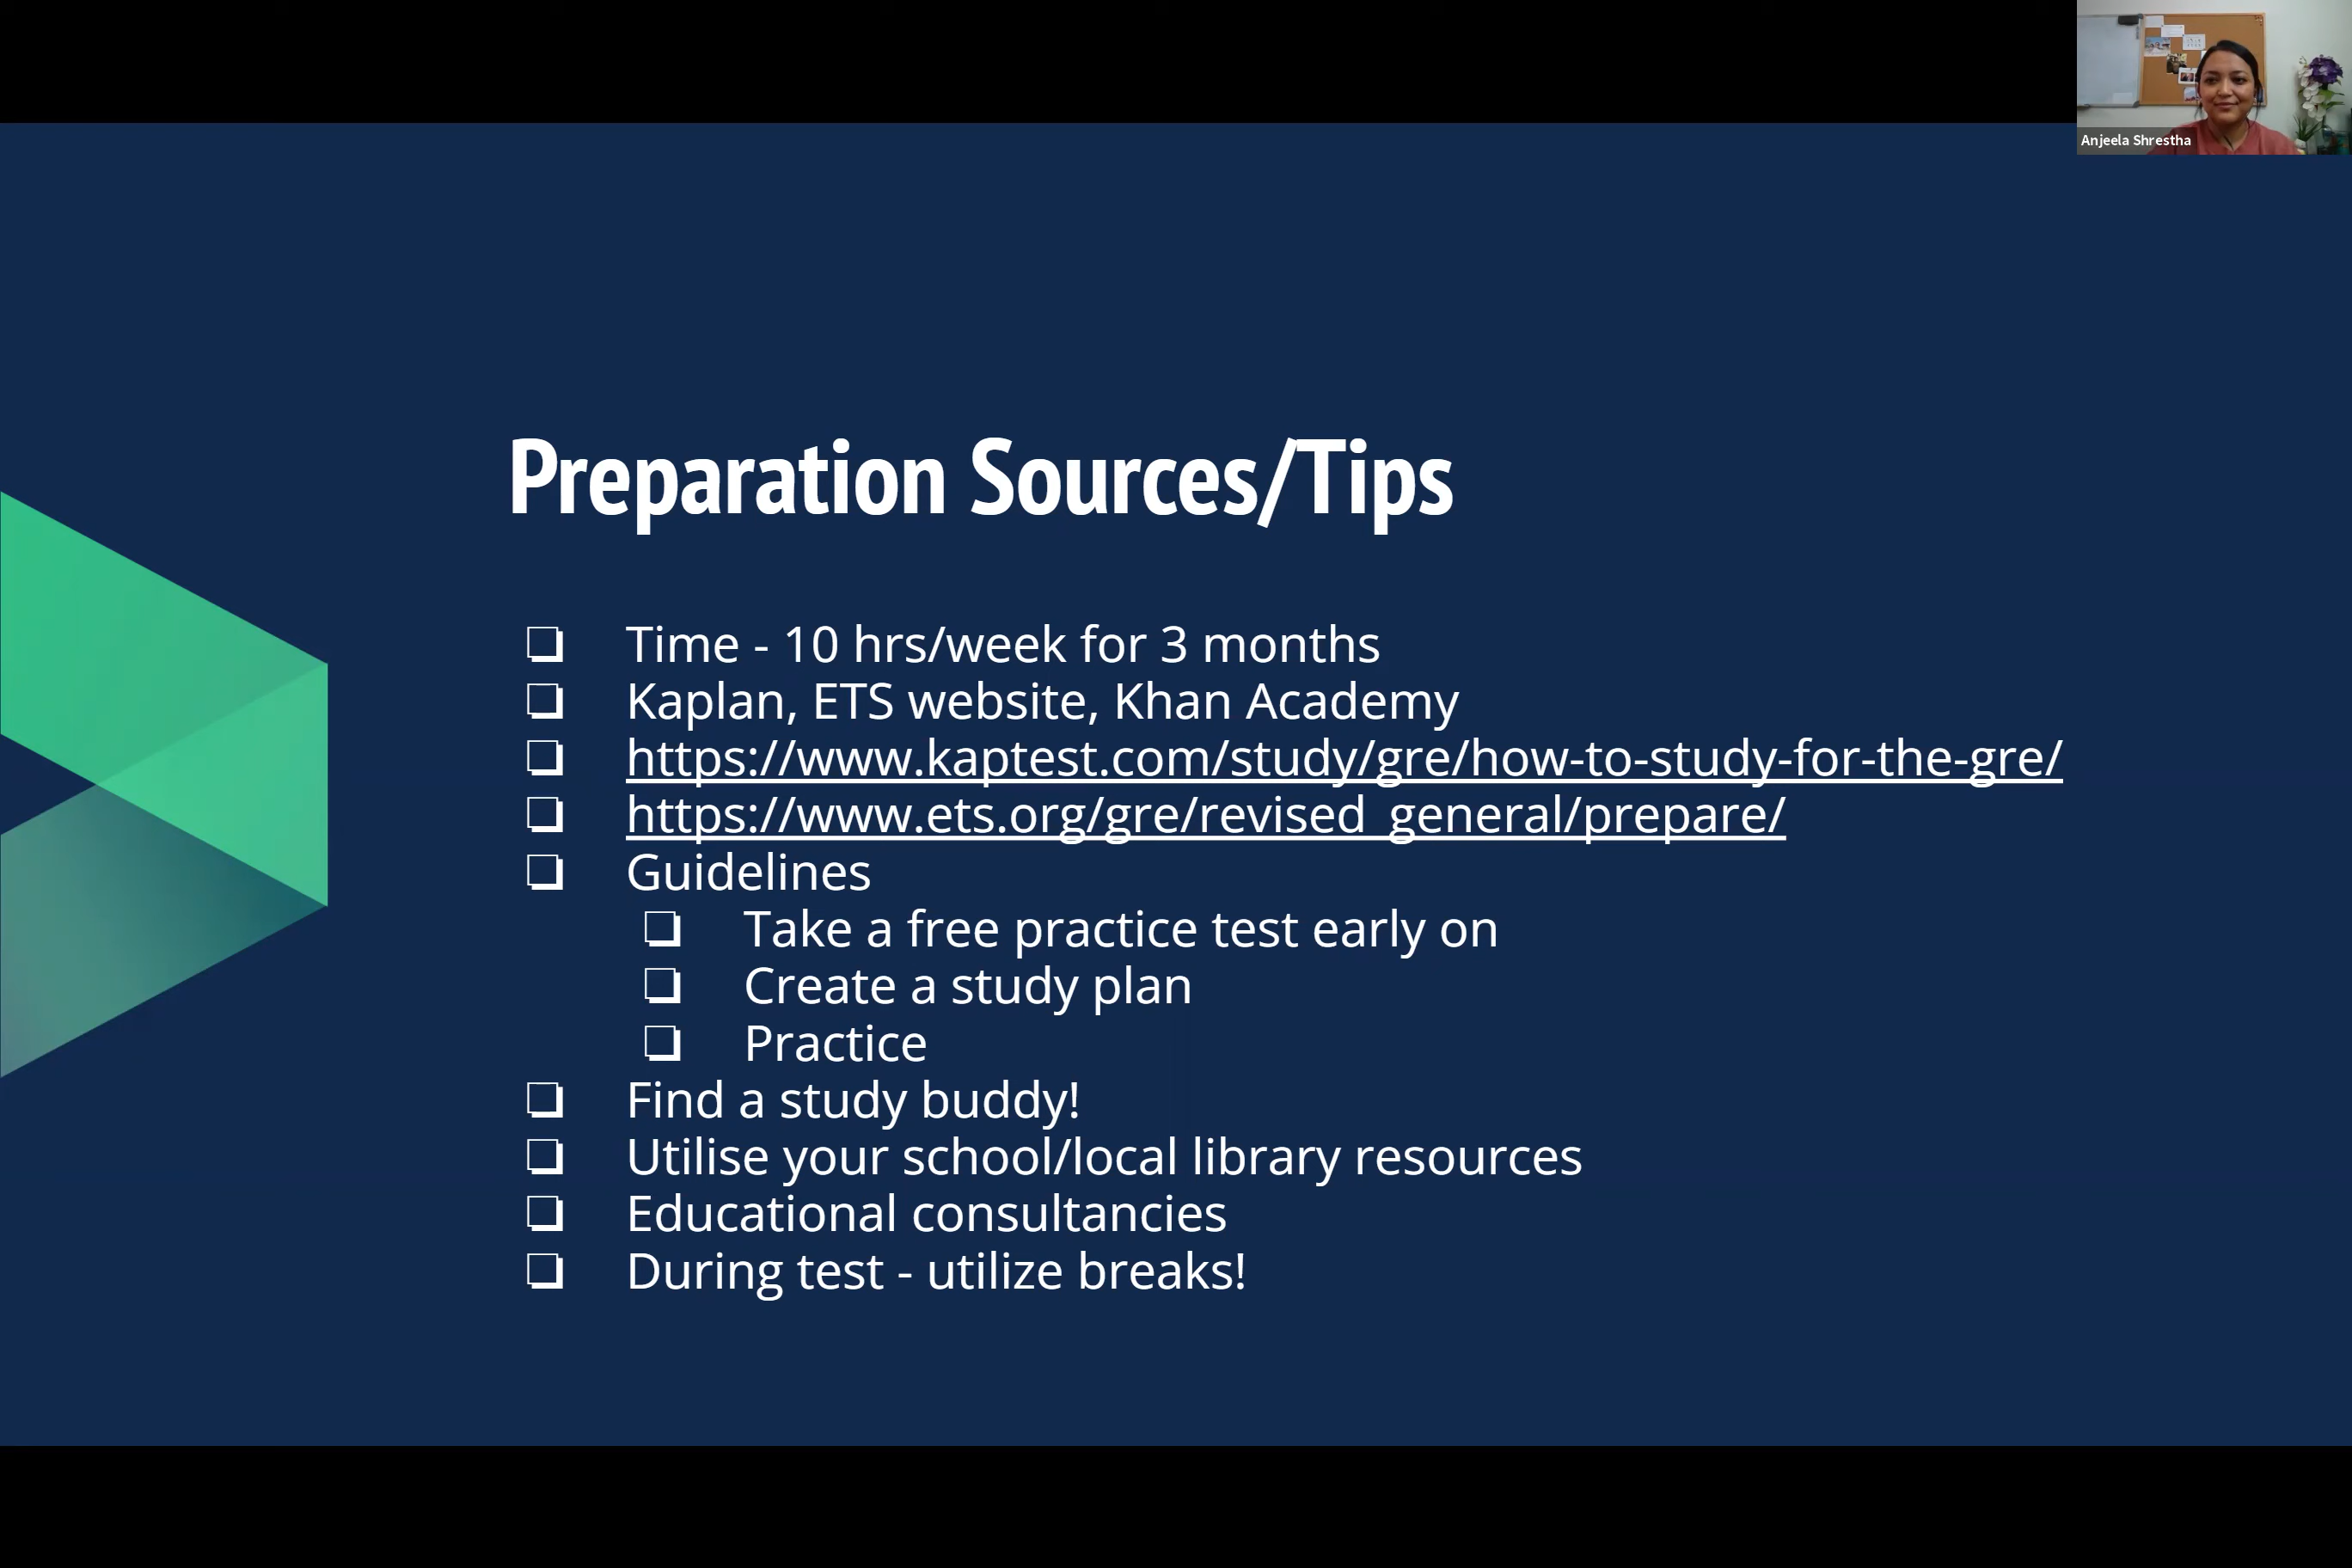 Anjeela Shrestha
Preparation Sources/Tips
❏ Time - 10 hrs/week for 3 months
❏ Kaplan, ETS website, Khan Academy
❏ https://www.kaptest.com/study/gre/how-to-study-for-the-gre/
❏ https://www.ets.org/gre/revised_general/prepare/
❏ Guidelines
❏ Take a free practice test early on
❏ Create a study plan
❏ Practice
❏ Find a study buddy!
❏ Utilise your school/local library resources
❏ Educational consultancies
❏ During test - utilize breaks!